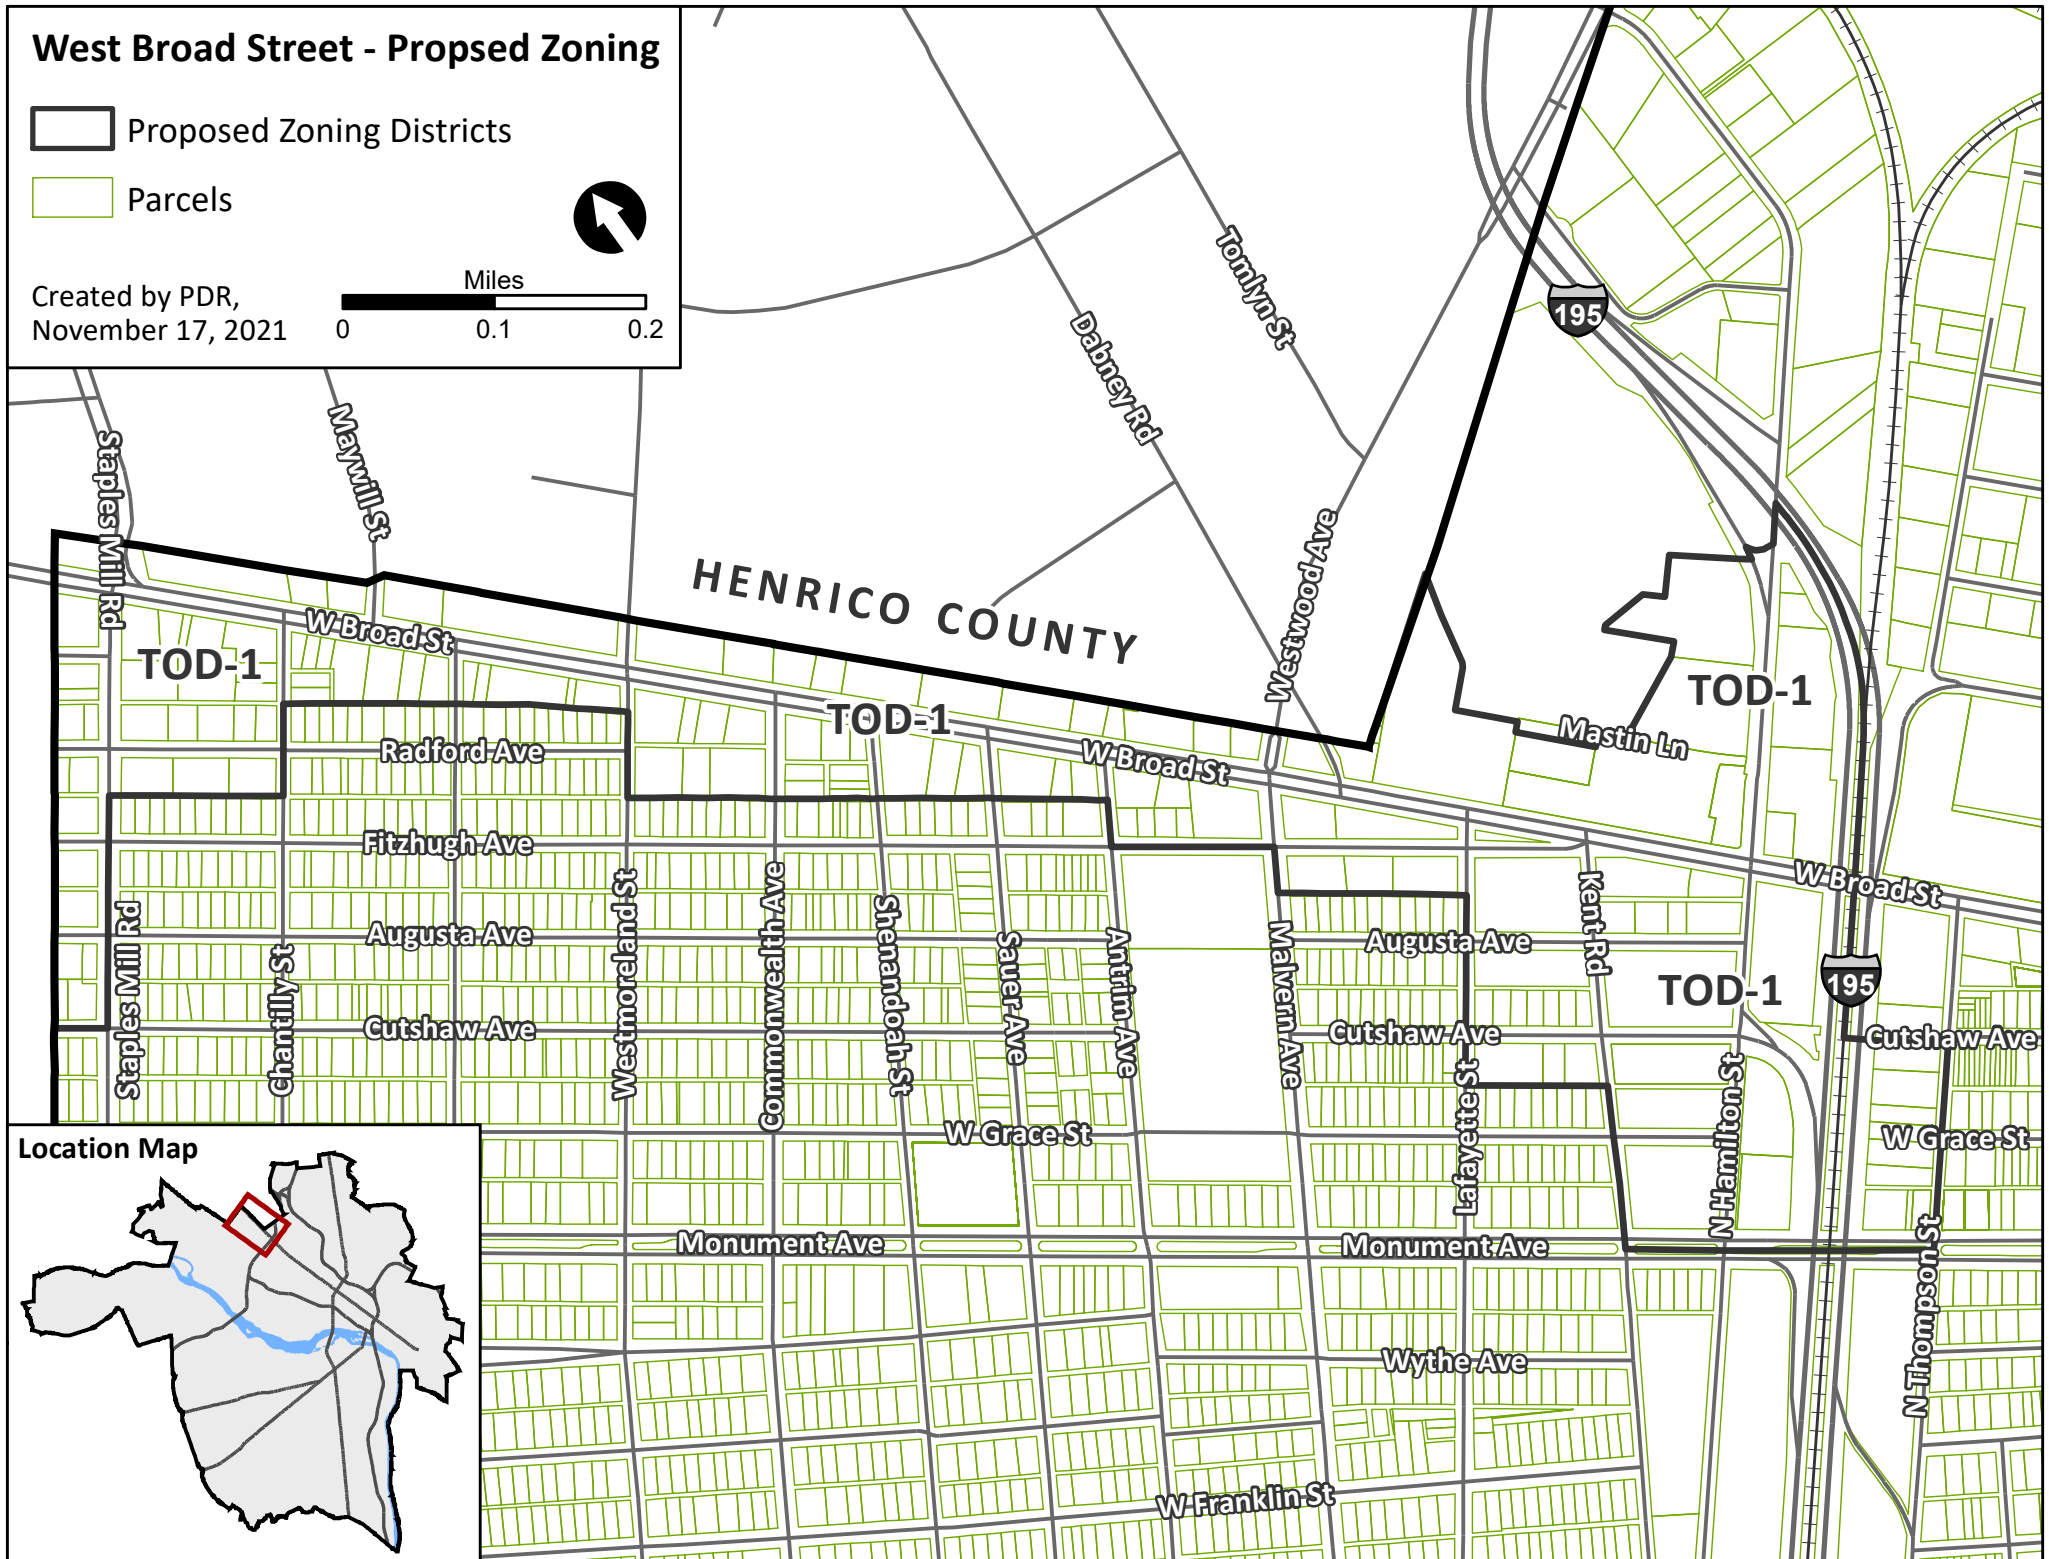 West Broad Street - Propsed Zoning
Proposed Zoning Districts
Parcels
Created by PDR,
November 17, 2021
Miles
0 0.1 0.2
195
Tomlyn St
Dabney Rd
Maywill St
Staples Mill Rd
Westwood Ave
HENRICO COUNTY
W Broad St
TOD-1
TOD-1
TOD-1
Mastin Ln
Radford Ave
W Broad St
Fitzhugh Ave
W Broad St
Kent Rd
Augusta Ave
Augusta Ave
TOD-1
195
Staples Mill Rd
Chantilly St
Westmoreland St
Commonwealth Ave
Shenandoah St
Sauer Ave
Antrim Ave
Malvern Ave
Cutshaw Ave
Cutshaw Ave
Cutshaw Ave
Lafayette St
N Hamilton St
W Grace St
W Grace St
Location Map
Monument Ave
Monument Ave
N Thompson St
Wythe Ave
W Franklin St